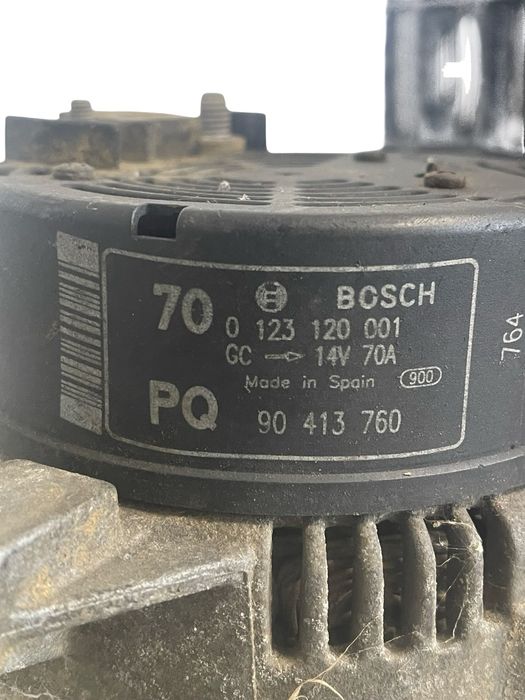 70 BOSCH
0 123 120 001
GC → 14V 70A
Made in Spain 900
PQ 90 413 760
764